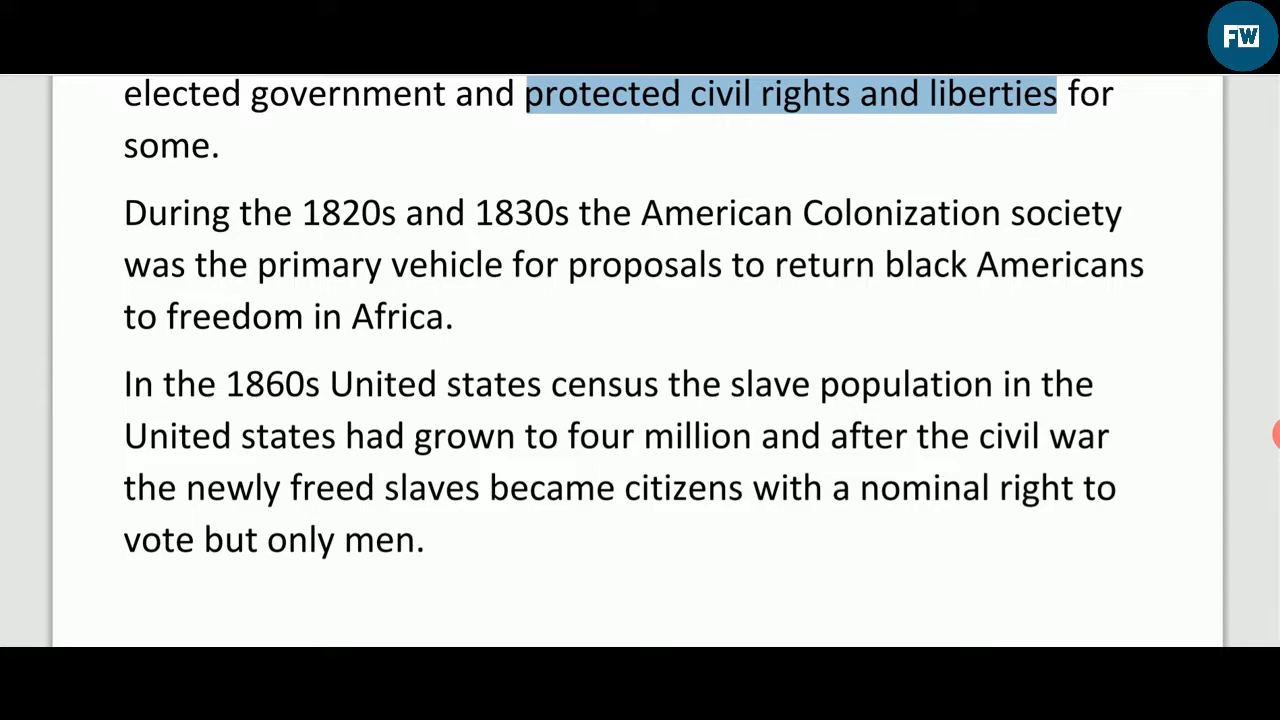 FW
elected government and protected civil rights and liberties for
some.
During the 1820s and 1830s the American Colonization society
was the primary vehicle for proposals to return black Americans
to freedom in Africa.
In the 1860s United states census the slave population in the
United states had grown to four million and after the civil war
the newly freed slaves became citizens with a nominal right to
vote but only men.